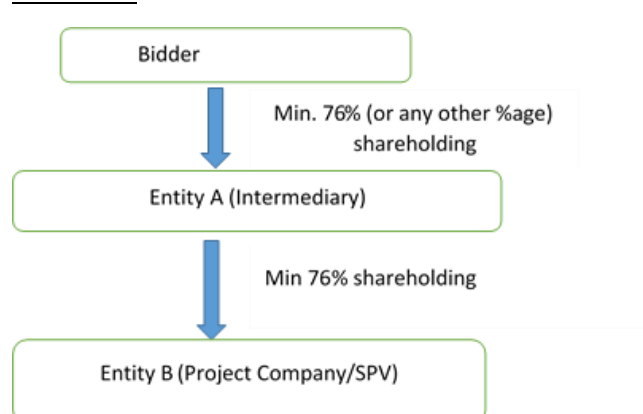 Bidder
Min. 76% (or any other %age)
shareholding
Entity A (Intermediary)
Min 76% shareholding
Entity B (Project Company/SPV)